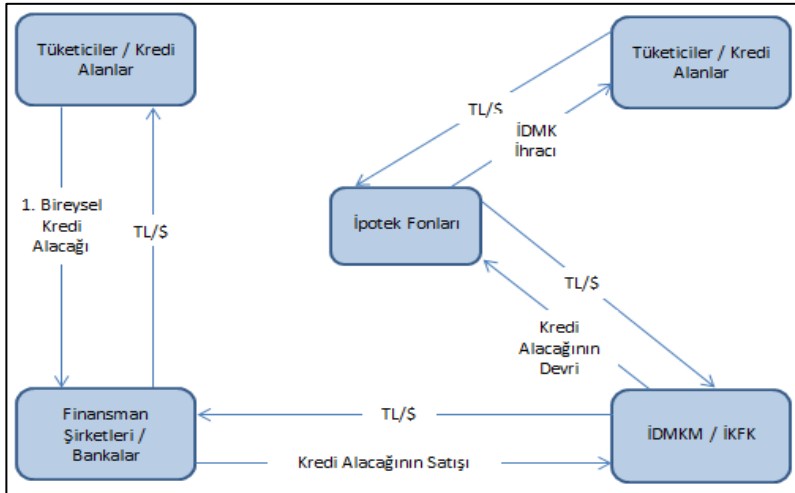 Tüketiciler / Kredi
Alanlar
Tüketiciler / Kredi
Alanlar
TL/$
İDMK
İhracı
1. Bireysel
Kredi
Alacağı
TL/$
İpotek Fonları
TL/$
Kredi
Alacağının
Devri
Finansman
Şirketleri /
Bankalar
TL/$
Kredi Alacağının Satışı
İDMKM / İKFK